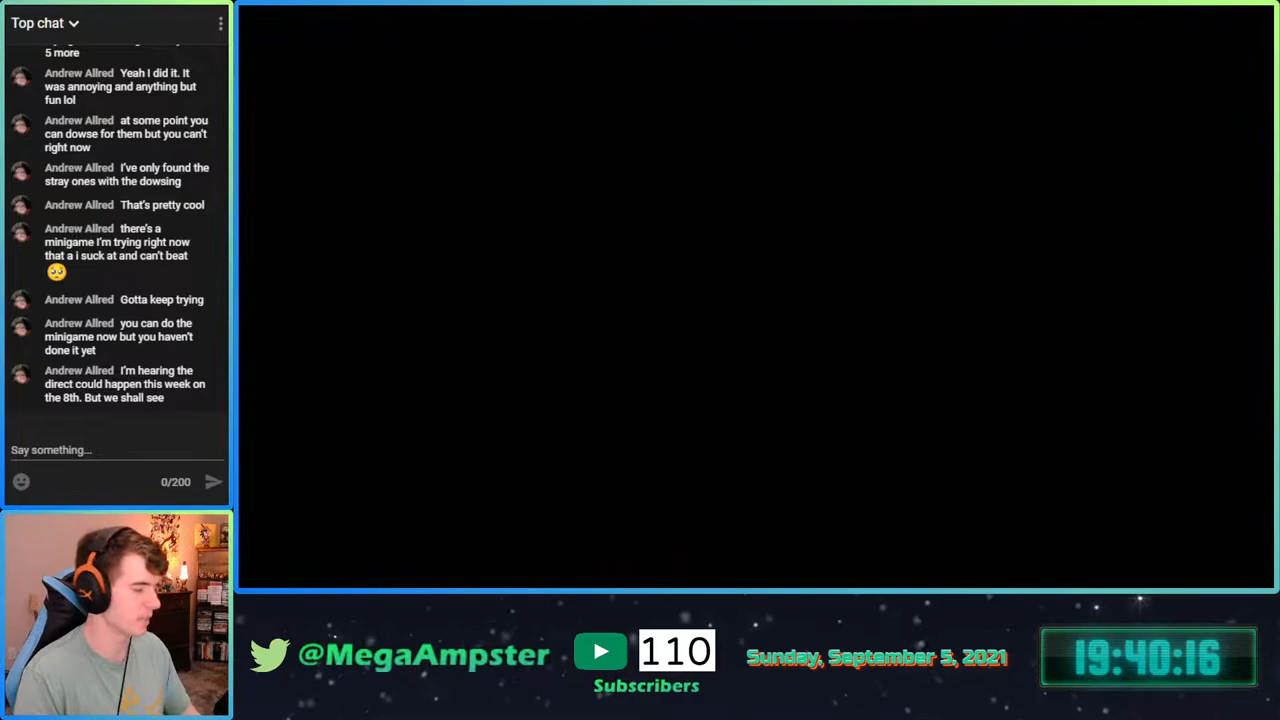 Top chat
5 more
Andrew Allred Yeah I did it. It
was annoying and anything but
fun lol
Andrew Allred at some point you
can dowse for them but you can't
right now
Andrew Allred I've only found the
stray ones with the dowsing
Andrew Allred That's pretty cool
Andrew Allred there's a
minigame I'm trying right now
that a i suck at and can't beat
Andrew Allred Gotta keep trying
Andrew Allred you can do the
minigame now but you haven't
done it yet
Andrew Allred I'm hearing the
direct could happen this week on
the 8th. But we shall see
Say something...
0/200
@MegaAmpster
110
Subscribers
Sunday, September 5, 2021
19:40:16